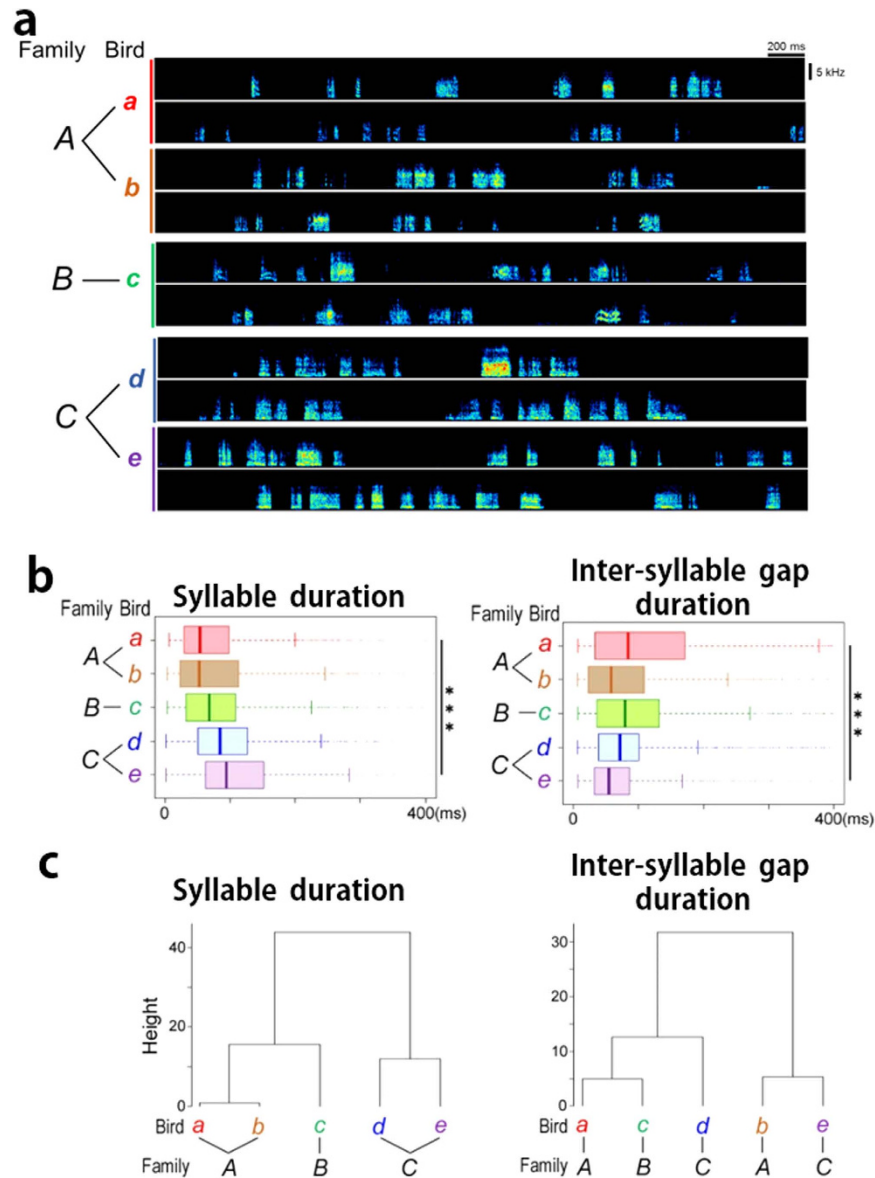 a
Family Bird
200 ms
5 kHz
a
A
b
B c
d
C
e
b
Syllable duration
Family Bird
a
A
b
B c
d
C
e
***
0 400(ms)
Inter-syllable gap
duration
Family Bird
a
A
b
B c
d
C
e
***
0 400(ms)
c
Syllable duration
Height
40
20
0
Bird a b c d e
Family A B C
Inter-syllable gap
duration
30
20
10
0
Bird a c d b e
Family A B C A C